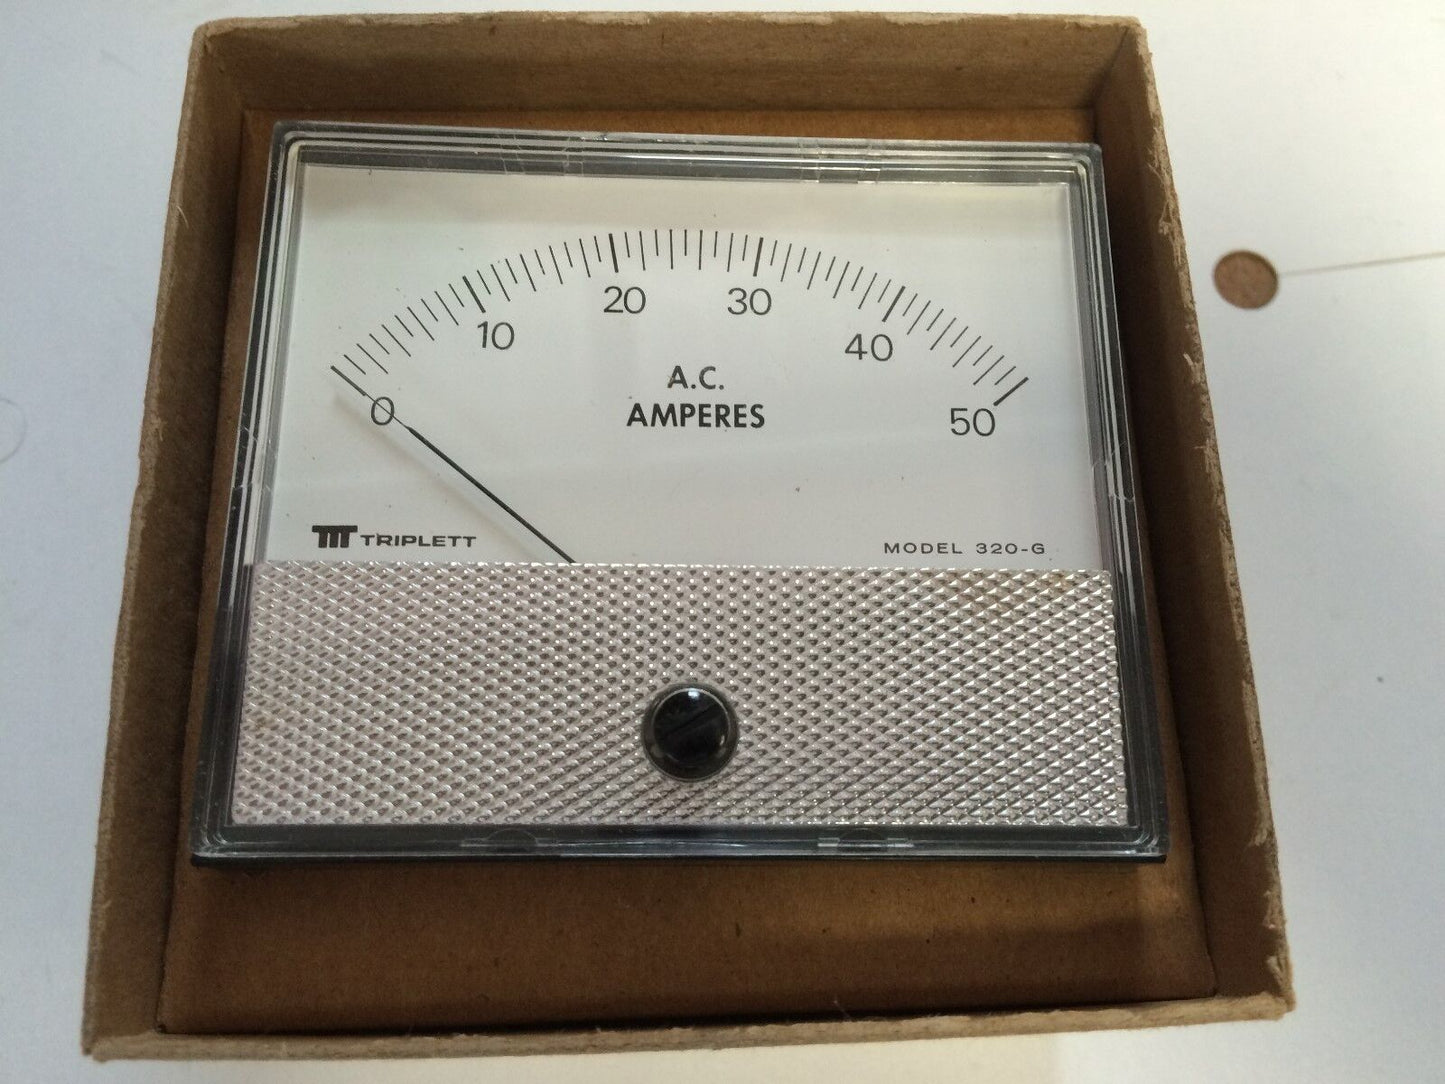 0 10 20 30 40 50
A.C.
AMPERES
TRIPLETT
MODEL 320-G